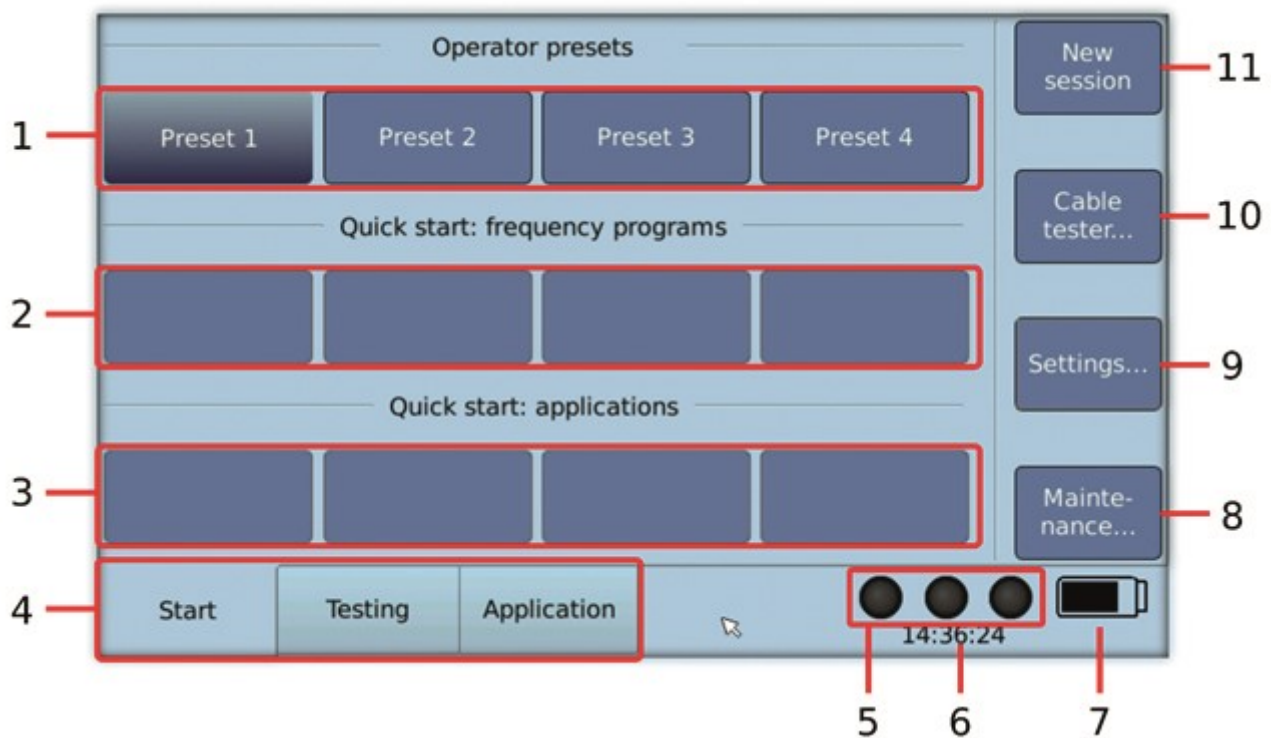 Operator presets
New
session
11
1
Preset 1
Preset 2
Preset 3
Preset 4
Cable
tester...
10
Quick start: frequency programs
2
Settings...
9
Quick start: applications
3
Mainte-
nance...
8
4
Start
Testing
Application
14:36:24
5
6
7